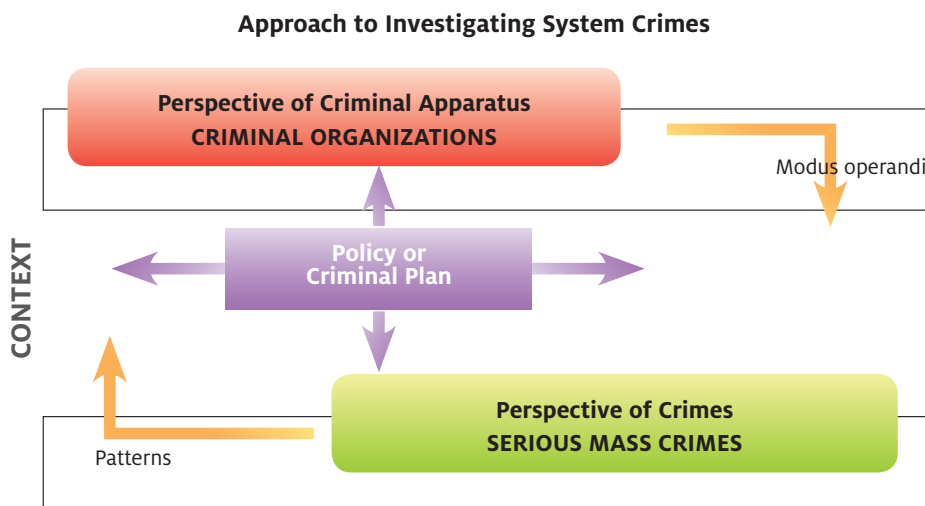 Approach to Investigating System Crimes
Perspective of Criminal Apparatus
CRIMINAL ORGANIZATIONS
Modus operandi
Policy or
Criminal Plan
CONTEXT
Perspective of Crimes
SERIOUS MASS CRIMES
Patterns